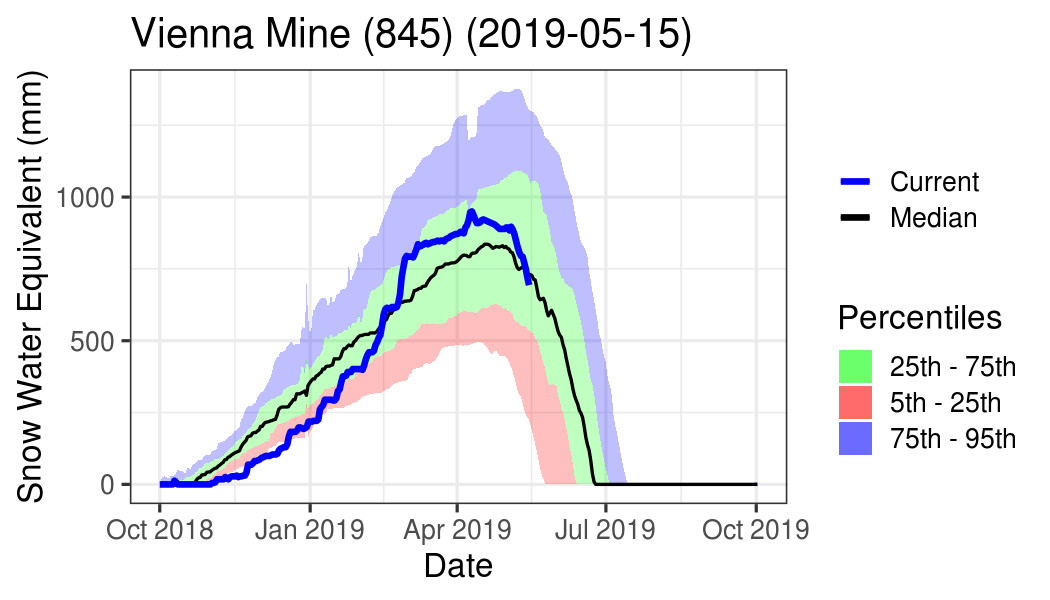 Vienna Mine (845) (2019-05-15)
Snow Water Equivalent (mm)
1000
500
0
Oct 2018 Jan 2019 Apr 2019 Jul 2019 Oct 2019
Date
Current
Median
Percentiles
25th - 75th
5th - 25th
75th - 95th